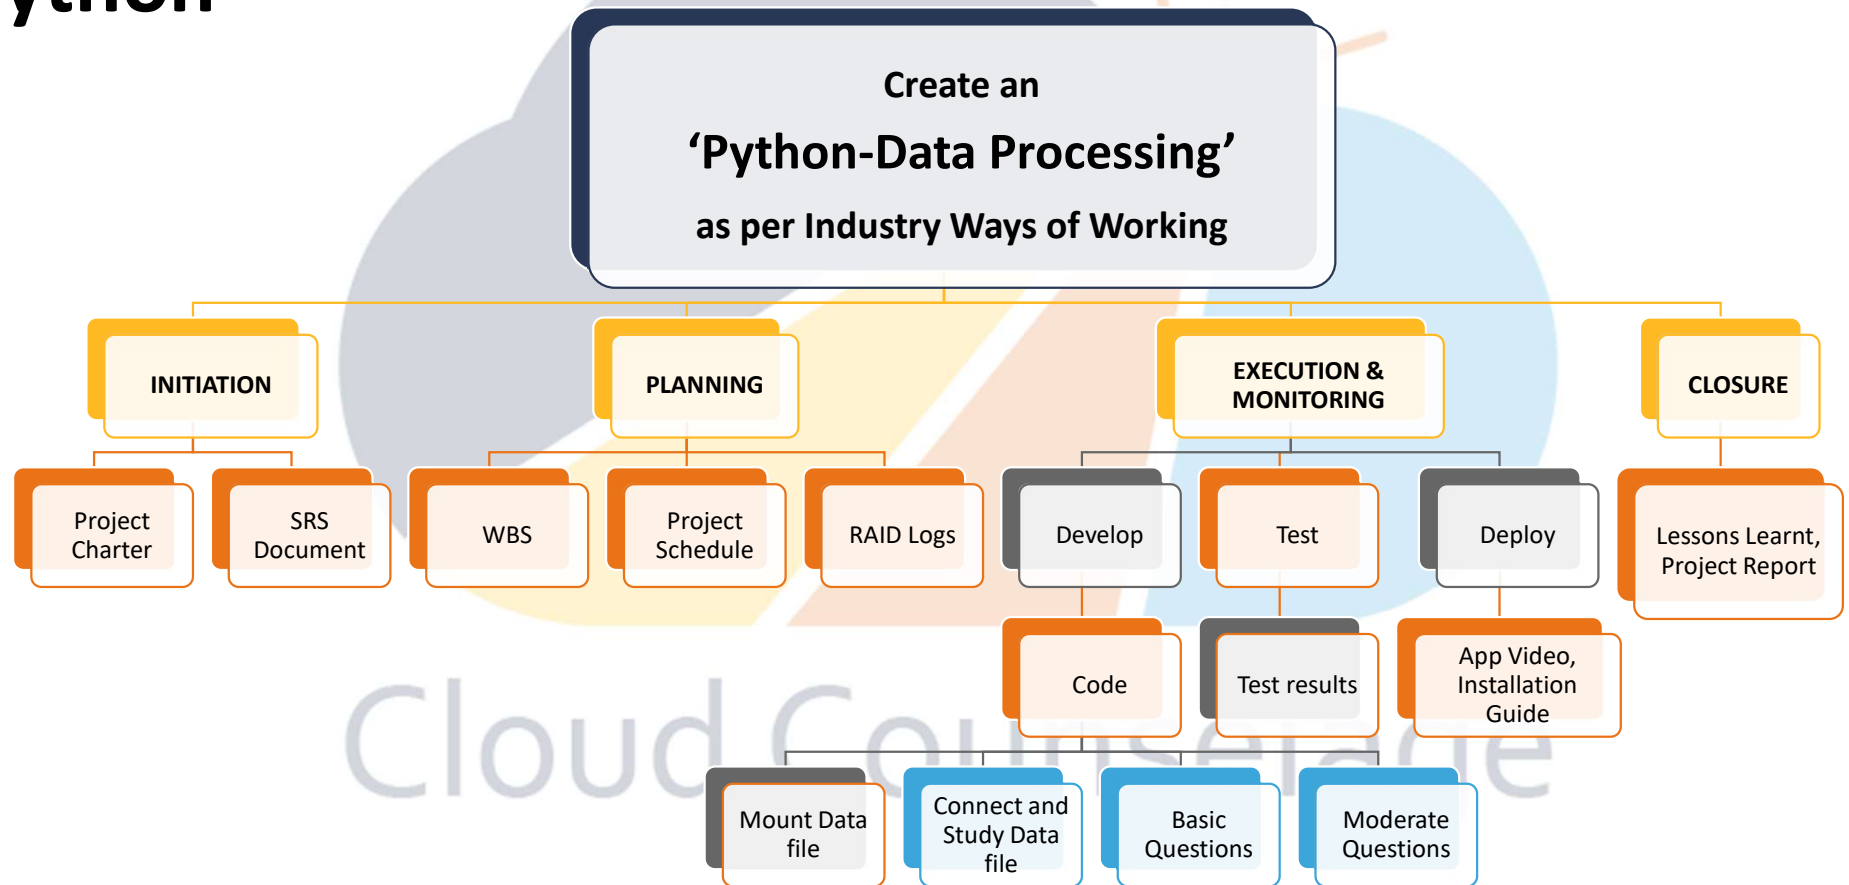 ython
Create an
‘Python-Data Processing’
as per Industry Ways of Working
INITIATION
PLANNING
EXECUTION &
MONITORING
CLOSURE
Project
Charter
SRS
Document
WBS
Project
Schedule
RAID Logs
Develop
Test
Deploy
Lessons Learnt,
Project Report
Code
Test results
App Video,
Installation
Guide
Mount Data
file
Connect and
Study Data
file
Basic
Questions
Moderate
Questions
Cloud Counselage